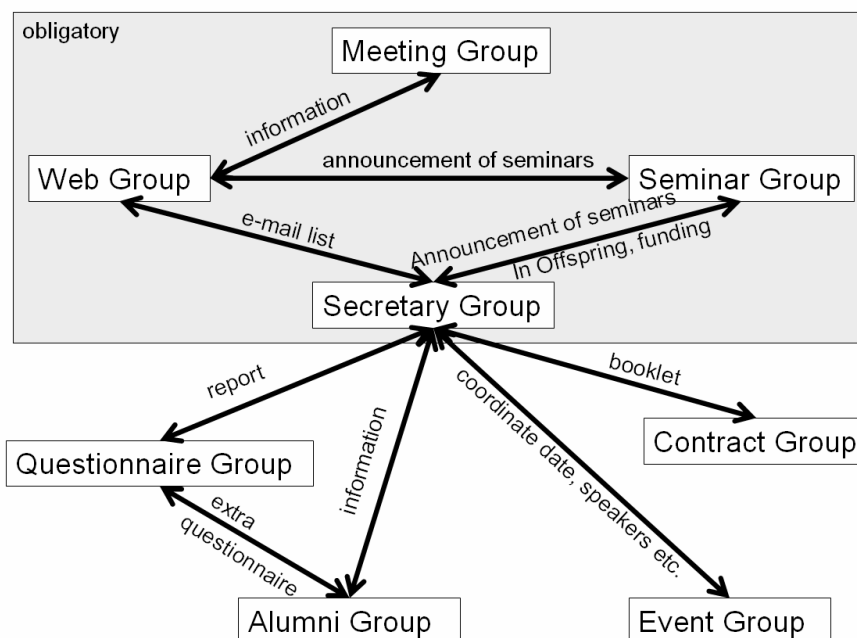 obligatory
Meeting Group
information
announcement of seminars
Web Group
Seminar Group
e-mail list
Announcement of seminars
In Offspring, funding
Secretary Group
report
information
coordinate date, speakers etc.
booklet
Contract Group
Questionnaire Group
extra
questionnaire
Alumni Group
Event Group